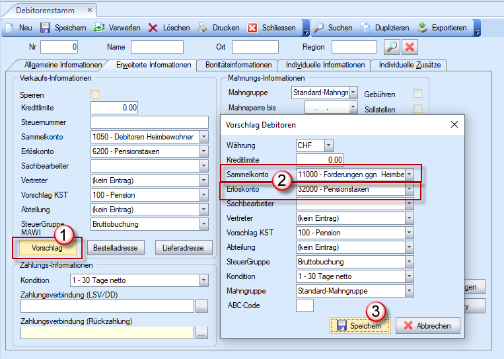 Debitorenstamm ×
Neu Speichern Verwerfen Löschen Drucken Schliessen Suchen Duplizieren Exportieren
Nr 0 Name Ort Region
Allgemeine Informationen Erweiterte Informationen Bonitätsinformationen Individuelle Informationen Individuelle Zusätze
Verkaufs-Informationen
Sperren
Kreditlimite 0.00
Steuernummer
Sammelkonto 1050 - Debitoren Heimbewohner
Erlöskonto 6200 - Pensionstaxen
Sachbearbeiter
Vertreter (kein Eintrag)
Vorschlag KST 100 - Pension
Abteilung (kein Eintrag)
SteuerGruppe Bruttobuchung
MAWI
1
Vorschlag Bestelladresse Lieferadresse
Zahlungs-Informationen
Kondition 1 - 30 Tage netto
Zahlungsverbindung (LSV/DD)
...
Zahlungsverbindung (Rückzahlung)
...
Mahnungs-Informationen
Mahngruppe Standard-Mahngr Gebühren
Mahnsperre bis . . Sollstellen
Vorschlag Debitoren ×
Währung CHF
Kreditlimite 0.00
Sammelkonto 11000 - Forderungen ggn. Heimbe
2
Erlöskonto 32000 - Pensionstaxen
Sachbearbeiter
Vertreter (kein Eintrag)
Vorschlag KST 100 - Pension
Abteilung (kein Eintrag)
SteuerGruppe Bruttobuchung
Kondition 1 - 30 Tage netto
Mahngruppe Standard-Mahngruppe
ABC-Code
3
Speichern Abbrechen